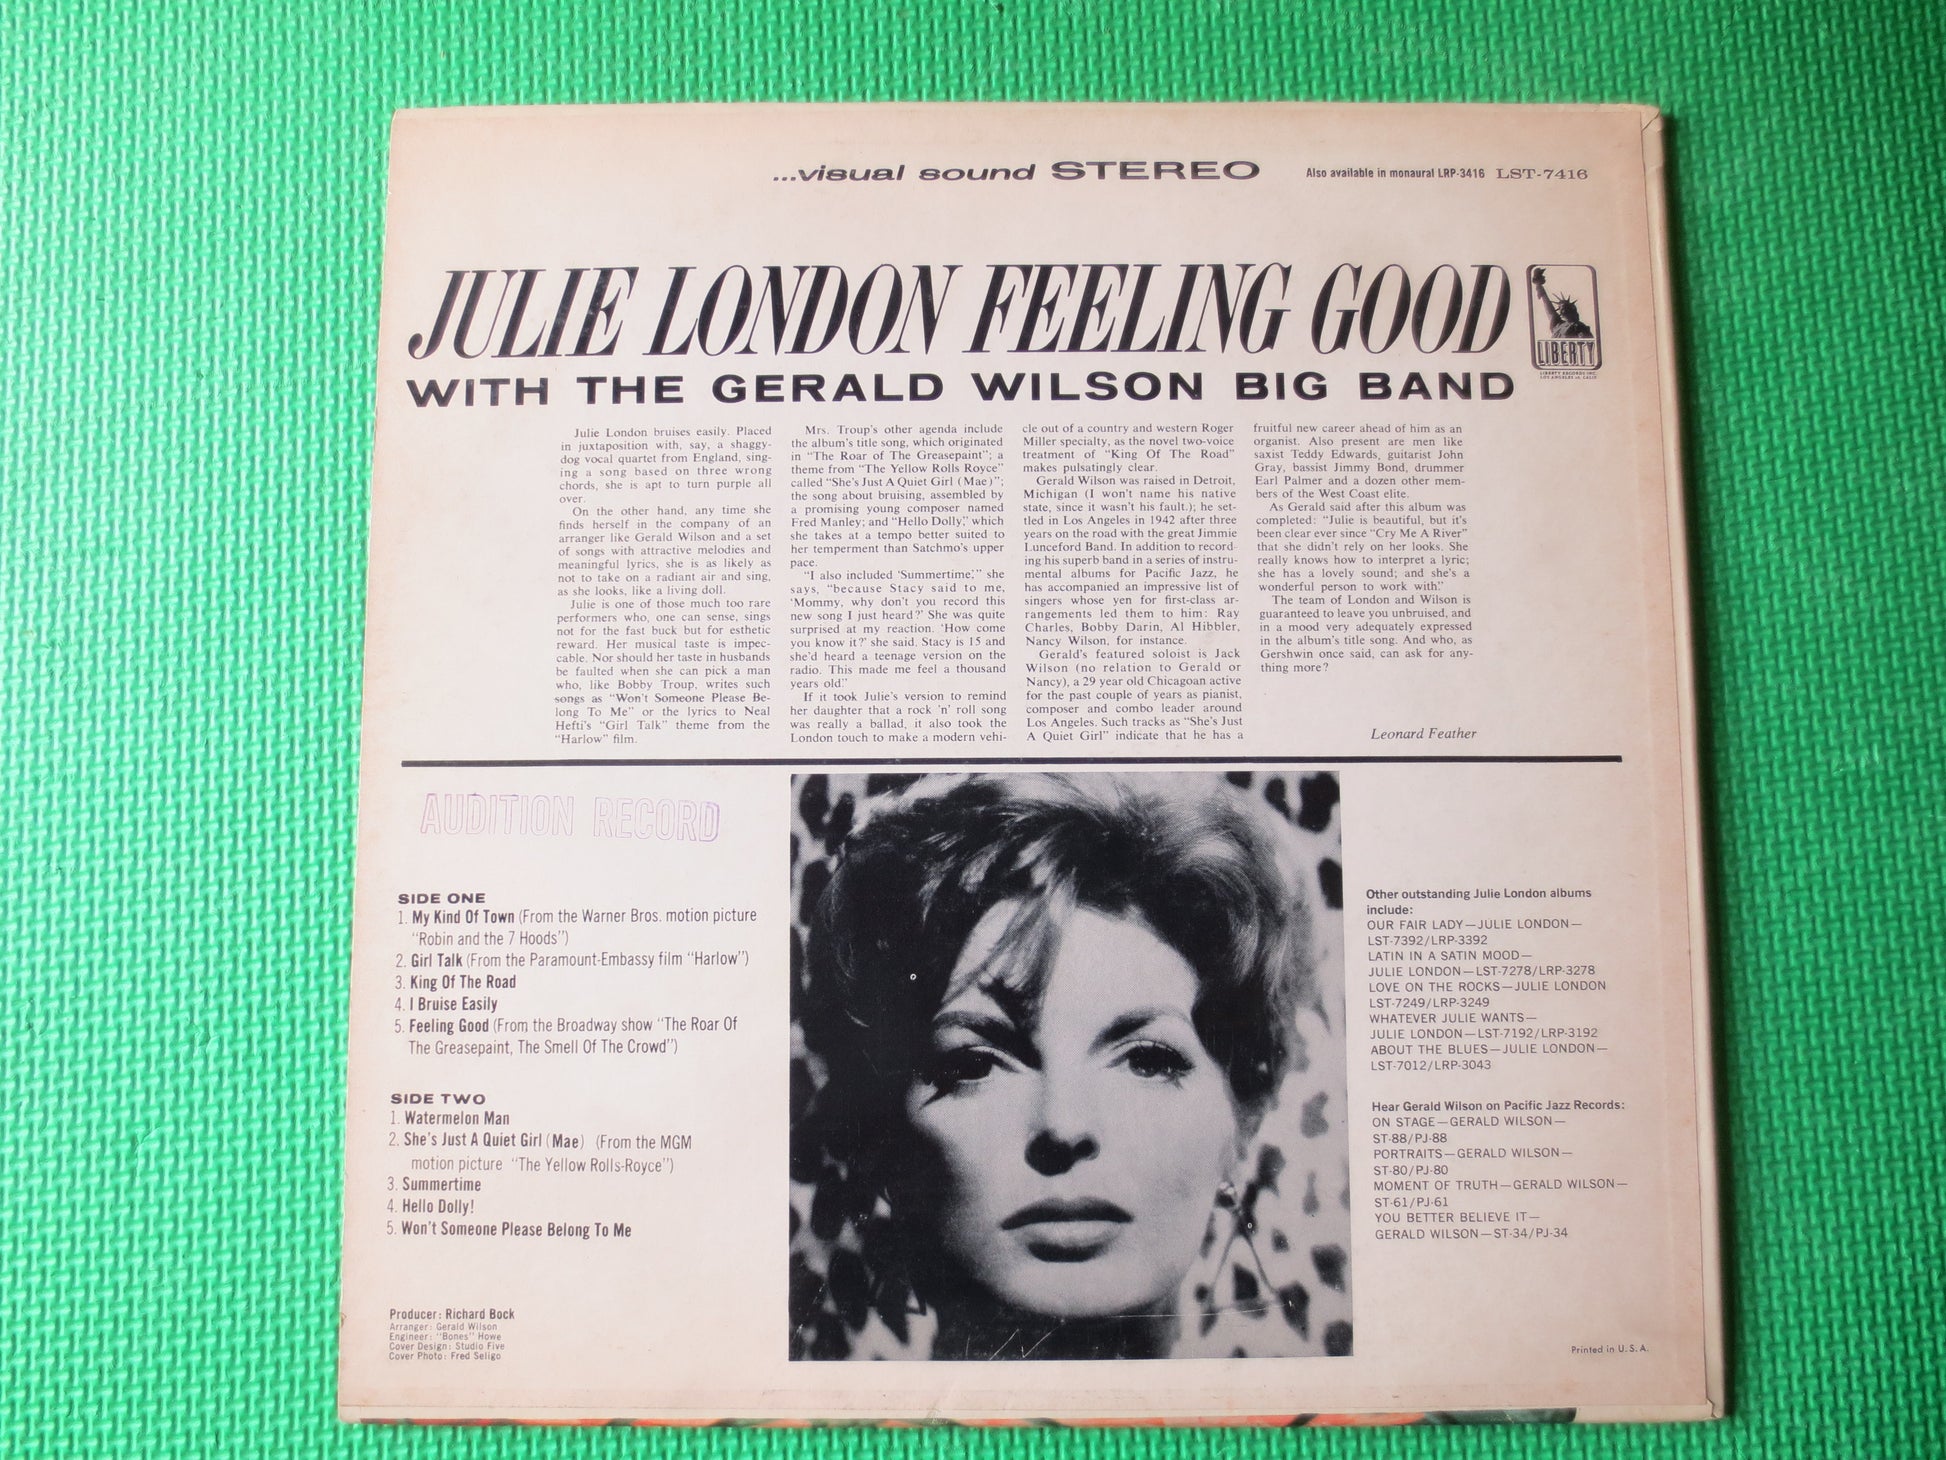 ...visual sound STEREO
Also available in monaural LRP-3416 LST-7416
JULIE LONDON FEELING GOOD
LIBERTY
LIBERTY RECORDS INC.
LOS ANGELES 28, CALIF.
WITH THE GERALD WILSON BIG BAND
Julie London bruises easily. Placed
in juxtaposition with, say, a shaggy-
dog vocal quartet from England, sing-
ing a song based on three wrong
chords, she is apt to turn purple all
over.
On the other hand, any time she
finds herself in the company of an
arranger like Gerald Wilson and a set
of songs with attractive melodies and
meaningful lyrics, she is as likely as
not to take on a radiant air and sing,
as she looks, like a living doll.
Julie is one of those much too rare
performers who, one can sense, sings
not for the fast buck but for esthetic
reward. Her musical taste is impec-
cable. Nor should her taste in husbands
be faulted when she can pick a man
who, like Bobby Troup, writes such
songs as "Won't Someone Please Be-
long To Me" or the lyrics to Neal
Hefti's "Girl Talk" theme from the
"Harlow" film.
Mrs. Troup's other agenda include
the album's title song, which originated
in "The Roar of The Greasepaint"; a
theme from "The Yellow Rolls Royce"
called "She's Just A Quiet Girl (Mae)";
the song about bruising, assembled by
a promising young composer named
Fred Manley; and "Hello Dolly," which
she takes at a tempo better suited to
her temperment than Satchmo's upper
pace.
"I also included 'Summertime,'" she
says, "because Stacy said to me,
'Mommy, why don't you record this
new song I just heard?' She was quite
surprised at my reaction. 'How come
you know it?' she said. Stacy is 15 and
she'd heard a teenage version on the
radio. This made me feel a thousand
years old."
If it took Julie's version to remind
her daughter that a rock 'n' roll song
was really a ballad, it also took the
London touch to make a modern vehi-
cle out of a country and western Roger
Miller specialty, as the novel two-voice
treatment of "King Of The Road"
makes pulsatingly clear.
Gerald Wilson was raised in Detroit,
Michigan (I won't name his native
state, since it wasn't his fault.); he set-
tled in Los Angeles in 1942 after three
years on the road with the great Jimmie
Lunceford Band. In addition to record-
ing his superb band in a series of instru-
mental albums for Pacific Jazz, he
has accompanied an impressive list of
singers whose yen for first-class ar-
rangements led them to him: Ray
Charles, Bobby Darin, Al Hibbler,
Nancy Wilson, for instance.
Gerald's featured soloist is Jack
Wilson (no relation to Gerald or
Nancy), a 29 year old Chicagoan active
for the past couple of years as pianist,
composer and combo leader around
Los Angeles. Such tracks as "She's Just
A Quiet Girl" indicate that he has a
fruitful new career ahead of him as an
organist. Also present are men like
saxist Teddy Edwards, guitarist John
Gray, bassist Jimmy Bond, drummer
Earl Palmer and a dozen other mem-
bers of the West Coast elite.
As Gerald said after this album was
completed: "Julie is beautiful, but it's
been clear ever since "Cry Me A River"
that she didn't rely on her looks. She
really knows how to interpret a lyric;
she has a lovely sound; and she's a
wonderful person to work with."
The team of London and Wilson is
guaranteed to leave you unbruised, and
in a mood very adequately expressed
in the album's title song. And who, as
Gershwin once said, can ask for any-
thing more?
Leonard Feather
AUDITION RECORD
SIDE ONE
1. My Kind Of Town (From the Warner Bros. motion picture
"Robin and the 7 Hoods")
2. Girl Talk (From the Paramount-Embassy film "Harlow")
3. King Of The Road
4. I Bruise Easily
5. Feeling Good (From the Broadway show "The Roar Of
The Greasepaint, The Smell Of The Crowd")
SIDE TWO
1. Watermelon Man
2. She's Just A Quiet Girl (Mae) (From the MGM
motion picture "The Yellow Rolls-Royce")
3. Summertime
4. Hello Dolly!
5. Won't Someone Please Belong To Me
Producer: Richard Bock
Arranger: Gerald Wilson
Engineer: "Bones" Howe
Cover Design: Studio Five
Cover Photo: Fred Seligo
Other outstanding Julie London albums
include:
OUR FAIR LADY—JULIE LONDON—
LST-7392/LRP-3392
LATIN IN A SATIN MOOD—
JULIE LONDON—LST-7278/LRP-3278
LOVE ON THE ROCKS—JULIE LONDON
LST-7249/LRP-3249
WHATEVER JULIE WANTS—
JULIE LONDON—LST-7192/LRP-3192
ABOUT THE BLUES—JULIE LONDON—
LST-7012/LRP-3043
Hear Gerald Wilson on Pacific Jazz Records:
ON STAGE—GERALD WILSON—
ST-88/PJ-88
PORTRAITS—GERALD WILSON—
ST-80/PJ-80
MOMENT OF TRUTH—GERALD WILSON—
ST-61/PJ-61
YOU BETTER BELIEVE IT—
GERALD WILSON—ST-34/PJ-34
Printed in U.S.A.